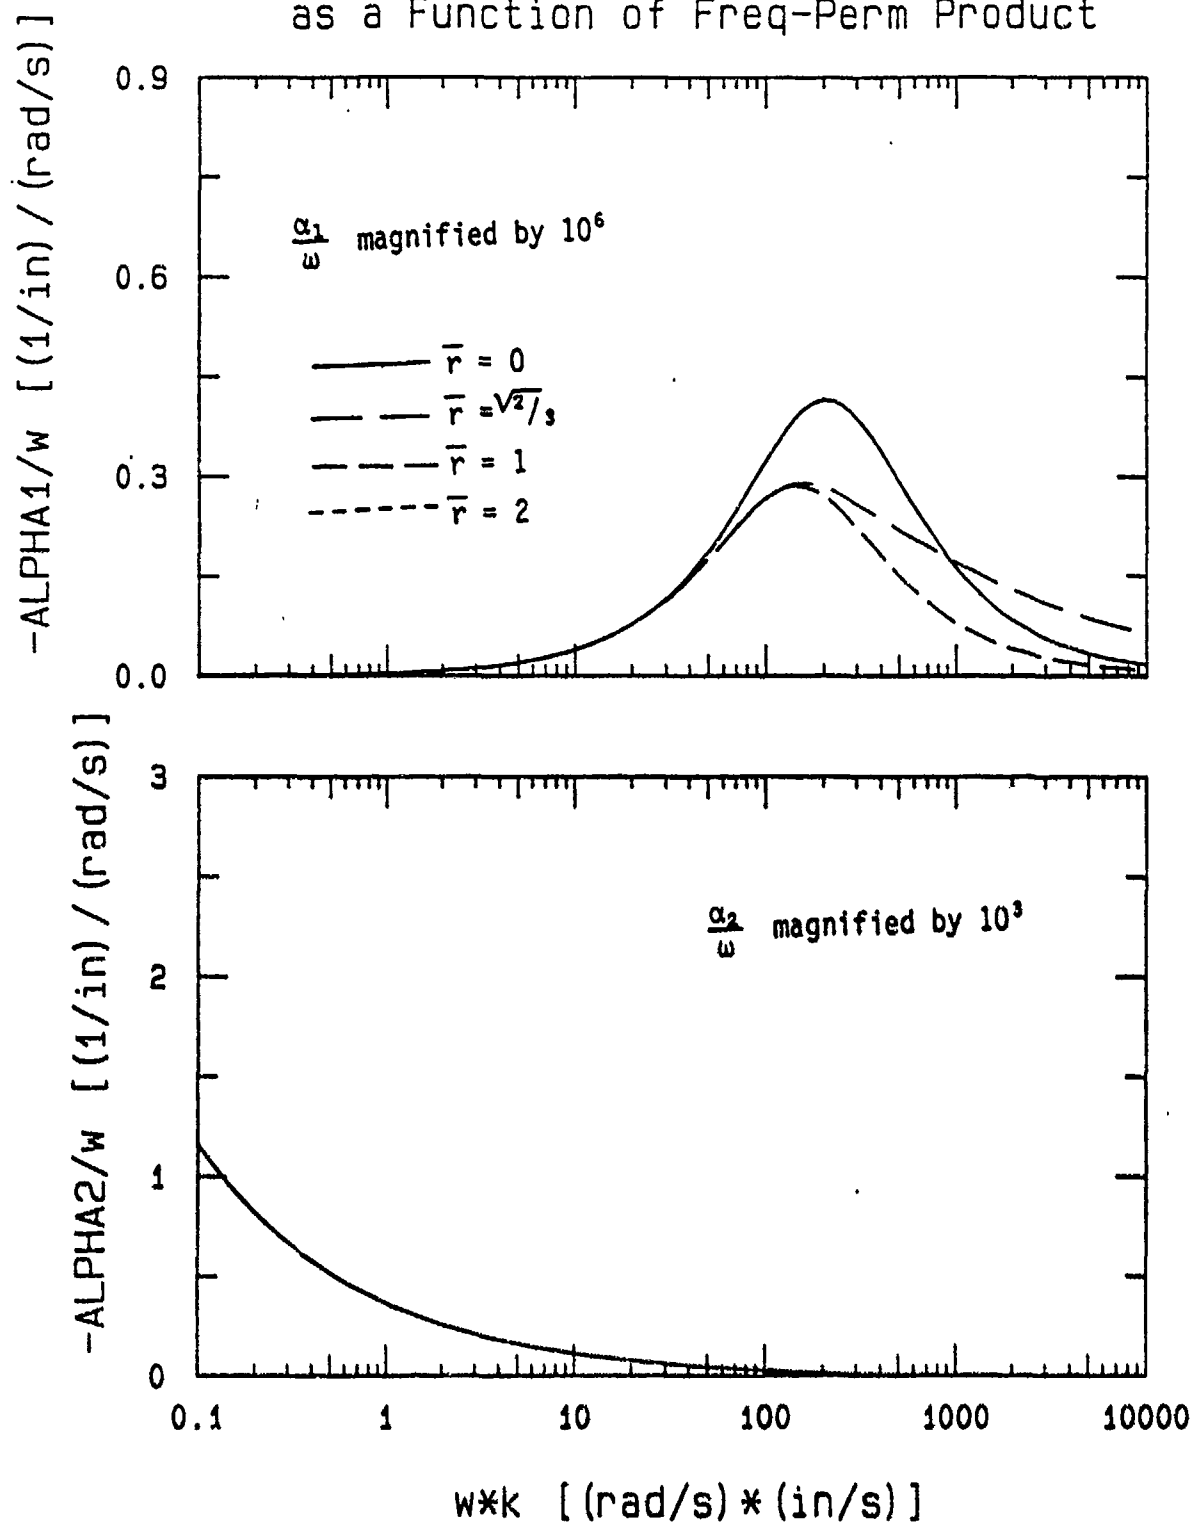 as a Function of Freq-Perm Product
-ALPHA1/w [(1/in)/(rad/s)]
0.9
0.6
0.3
0.0
α₁/ω magnified by 10⁶
r̅ = 0
r̅ = √2/3
r̅ = 1
r̅ = 2
-ALPHA2/w [(1/in)/(rad/s)]
3
2
1
0
α₂/ω magnified by 10³
0.1 1 10 100 1000 10000
w*k [(rad/s)*(in/s)]